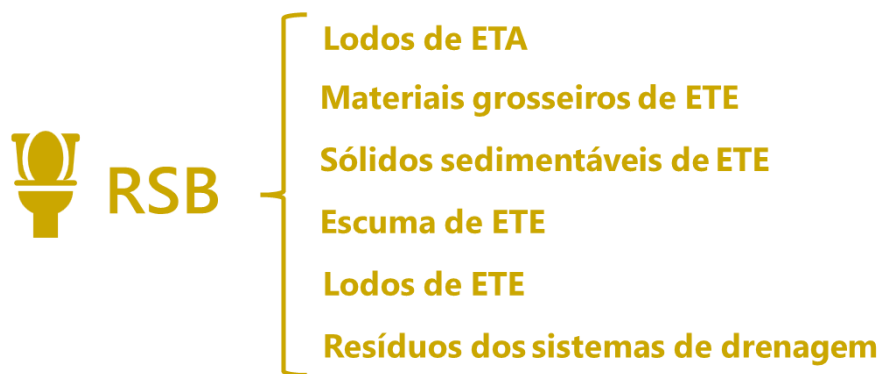 RSB
Lodos de ETA
Materiais grosseiros de ETE
Sólidos sedimentáveis de ETE
Escuma de ETE
Lodos de ETE
Resíduos dos sistemas de drenagem